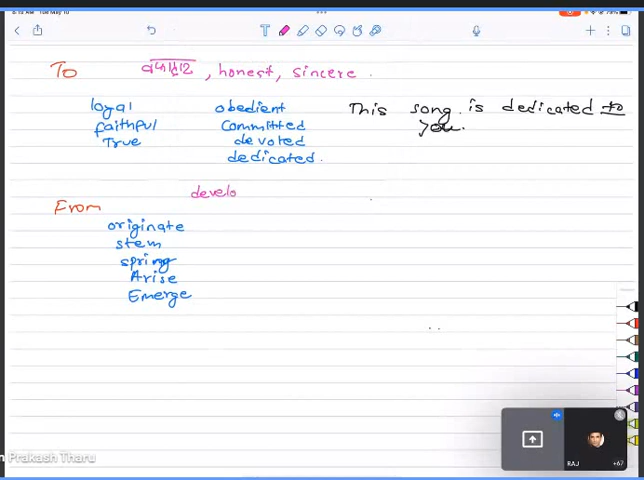 To वफादार, honest, sincere.
loyal obedient This song is dedicated to
faithful Committed you.
True devoted
dedicated.
develo
From
originate
stem
spring
Arise
Emerge
Prakash Tharu
RAJ +67